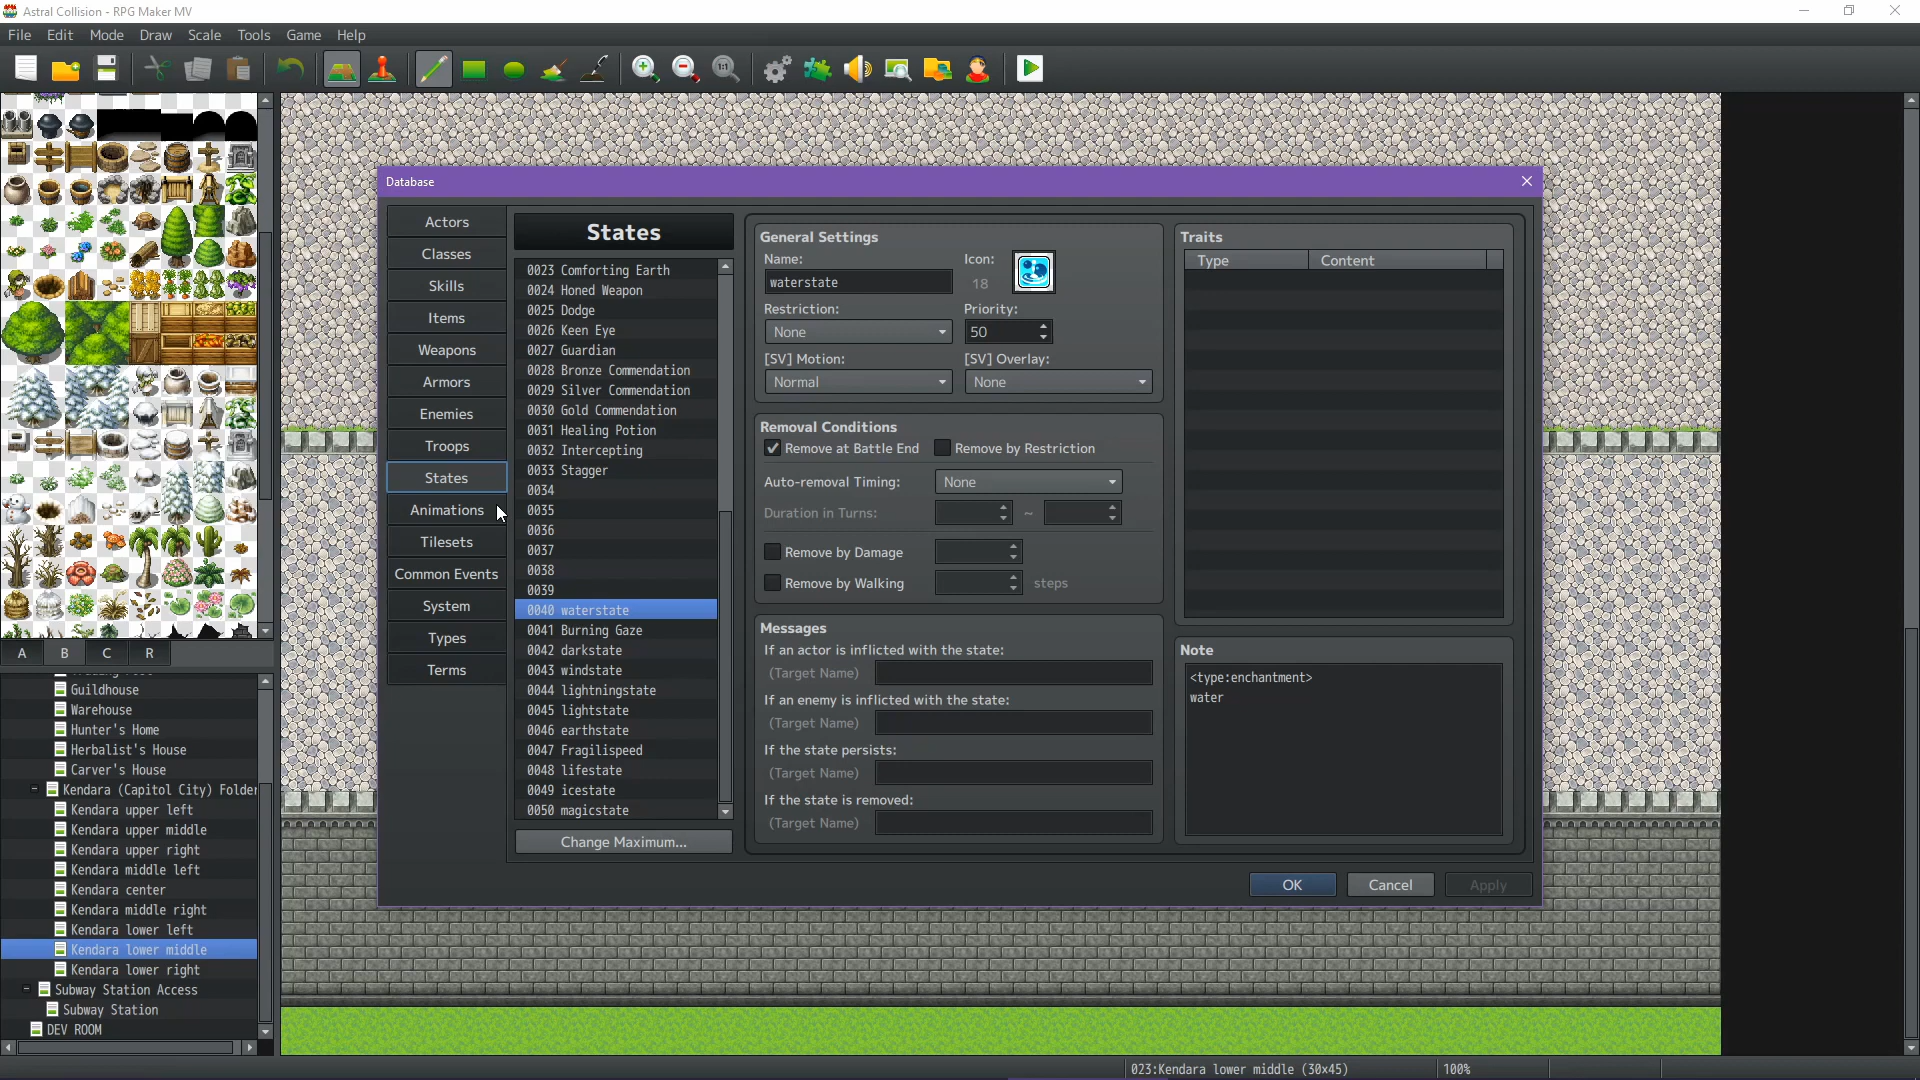 Astral Collision - RPG Maker MV
File Edit Mode Draw Scale Tools Game Help
1:1
A B C R
Guildhouse
Warehouse
Hunter's Home
Herbalist's House
Carver's House
Kendara (Capitol City) Folder
Kendara upper left
Kendara upper middle
Kendara upper right
Kendara middle left
Kendara center
Kendara middle right
Kendara lower left
Kendara lower middle
Kendara lower right
Subway Station Access
Subway Station
DEV ROOM
Database
Actors
Classes
Skills
Items
Weapons
Armors
Enemies
Troops
States
Animations
Tilesets
Common Events
System
Types
Terms
States
0023 Comforting Earth
0024 Honed Weapon
0025 Dodge
0026 Keen Eye
0027 Guardian
0028 Bronze Commendation
0029 Silver Commendation
0030 Gold Commendation
0031 Healing Potion
0032 Intercepting
0033 Stagger
0034
0035
0036
0037
0038
0039
0040 waterstate
0041 Burning Gaze
0042 darkstate
0043 windstate
0044 lightningstate
0045 lightstate
0046 earthstate
0047 Fragilispeed
0048 lifestate
0049 icestate
0050 magicstate
Change Maximum...
General Settings
Name: Icon:
waterstate 18
Restriction: Priority:
None 50
[SV] Motion: [SV] Overlay:
Normal None
Removal Conditions
Remove at Battle End Remove by Restriction
Auto-removal Timing: None
Duration in Turns: ~
Remove by Damage
Remove by Walking steps
Messages
If an actor is inflicted with the state:
(Target Name)
If an enemy is inflicted with the state:
(Target Name)
If the state persists:
(Target Name)
If the state is removed:
(Target Name)
Traits
Type Content
Note
<type:enchantment>
water
OK Cancel Apply
023:Kendara lower middle (30x45) 100%